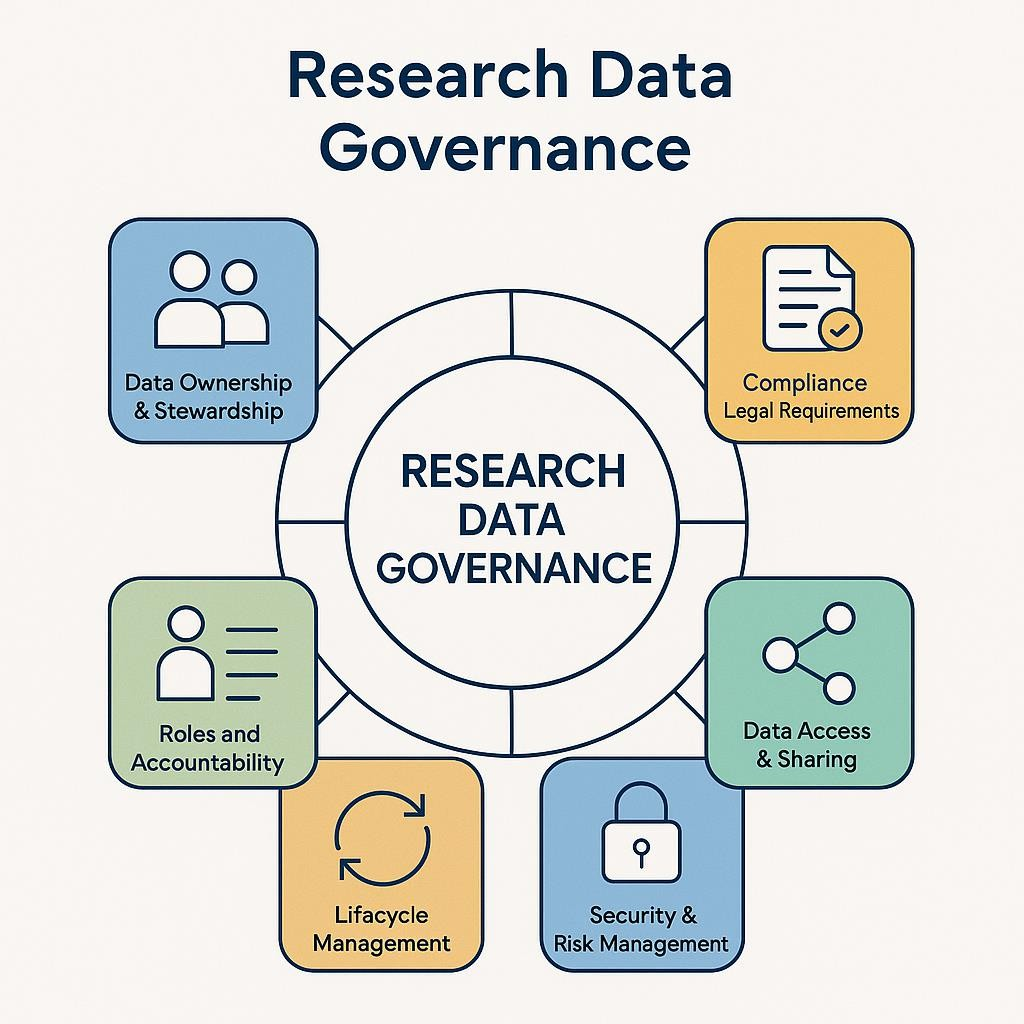 Research Data
Governance
Data Ownership
& Stewardship
Compliance
Legal Requirements
RESEARCH
DATA
GOVERNANCE
Roles and
Accountability
Data Access
& Sharing
Lifacycle
Management
Security &
Risk Management